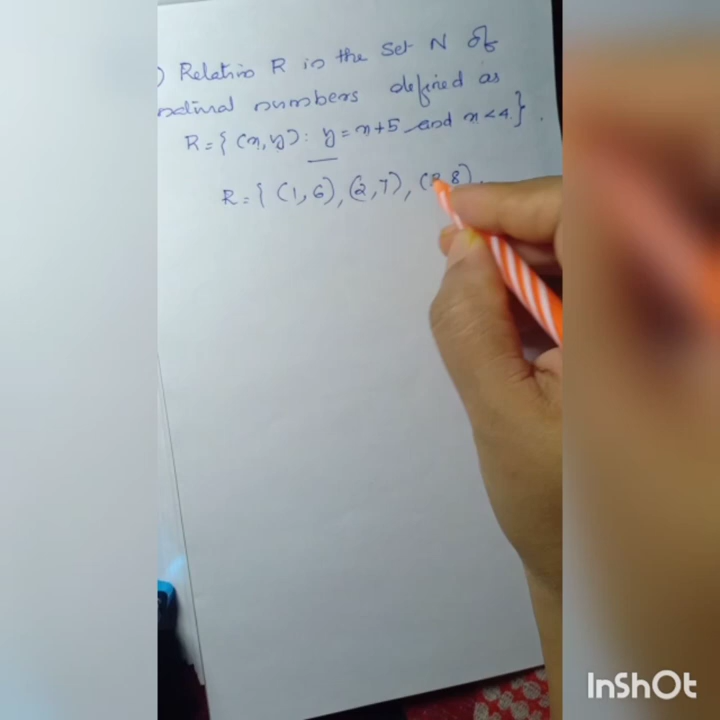 ) Relation R in the Set N of
natural numbers defined as
R = { (x, y) : y = x+5 and x < 4 } .
R = { (1, 6), (2, 7), (3, 8)
InShOt